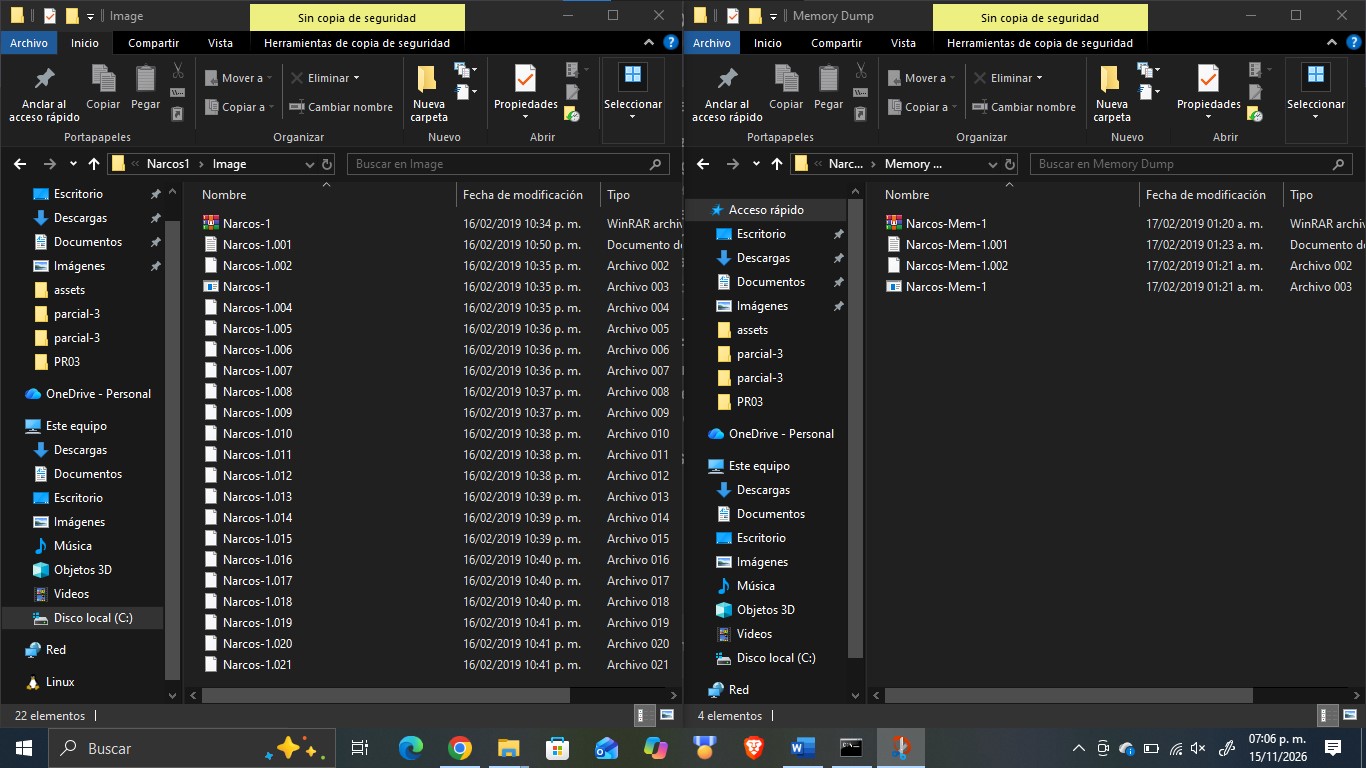 Image
Sin copia de seguridad
Archivo Inicio Compartir Vista Herramientas de copia de seguridad
Anclar al acceso rápido
Copiar
Pegar
Mover a
Copiar a
Eliminar
Cambiar nombre
Nueva carpeta
Propiedades
Seleccionar
Portapapeles Organizar Nuevo Abrir
Narcos1 > Image
Buscar en Image
Escritorio
Descargas
Documentos
Imágenes
assets
parcial-3
parcial-3
PR03
OneDrive - Personal
Este equipo
Descargas
Documentos
Escritorio
Imágenes
Música
Objetos 3D
Videos
Disco local (C:)
Red
Linux
Nombre Fecha de modificación Tipo
Narcos-1 16/02/2019 10:34 p. m. WinRAR archiv
Narcos-1.001 16/02/2019 10:50 p. m. Documento de
Narcos-1.002 16/02/2019 10:35 p. m. Archivo 002
Narcos-1 16/02/2019 10:35 p. m. Archivo 003
Narcos-1.004 16/02/2019 10:35 p. m. Archivo 004
Narcos-1.005 16/02/2019 10:36 p. m. Archivo 005
Narcos-1.006 16/02/2019 10:36 p. m. Archivo 006
Narcos-1.007 16/02/2019 10:36 p. m. Archivo 007
Narcos-1.008 16/02/2019 10:37 p. m. Archivo 008
Narcos-1.009 16/02/2019 10:37 p. m. Archivo 009
Narcos-1.010 16/02/2019 10:38 p. m. Archivo 010
Narcos-1.011 16/02/2019 10:38 p. m. Archivo 011
Narcos-1.012 16/02/2019 10:38 p. m. Archivo 012
Narcos-1.013 16/02/2019 10:39 p. m. Archivo 013
Narcos-1.014 16/02/2019 10:39 p. m. Archivo 014
Narcos-1.015 16/02/2019 10:39 p. m. Archivo 015
Narcos-1.016 16/02/2019 10:40 p. m. Archivo 016
Narcos-1.017 16/02/2019 10:40 p. m. Archivo 017
Narcos-1.018 16/02/2019 10:40 p. m. Archivo 018
Narcos-1.019 16/02/2019 10:41 p. m. Archivo 019
Narcos-1.020 16/02/2019 10:41 p. m. Archivo 020
Narcos-1.021 16/02/2019 10:41 p. m. Archivo 021
22 elementos
Memory Dump
Sin copia de seguridad
Archivo Inicio Compartir Vista Herramientas de copia de seguridad
Anclar al acceso rápido
Copiar
Pegar
Mover a
Copiar a
Eliminar
Cambiar nombre
Nueva carpeta
Propiedades
Seleccionar
Portapapeles Organizar Nuevo Abrir
Narc... > Memory ...
Buscar en Memory Dump
Acceso rápido
Escritorio
Descargas
Documentos
Imágenes
assets
parcial-3
parcial-3
PR03
OneDrive - Personal
Este equipo
Descargas
Documentos
Escritorio
Imágenes
Música
Objetos 3D
Videos
Disco local (C:)
Red
Nombre Fecha de modificación Tipo
Narcos-Mem-1 17/02/2019 01:20 a. m. WinRAR archiv
Narcos-Mem-1.001 17/02/2019 01:23 a. m. Documento de
Narcos-Mem-1.002 17/02/2019 01:21 a. m. Archivo 002
Narcos-Mem-1 17/02/2019 01:21 a. m. Archivo 003
4 elementos
Buscar
07:06 p. m.
15/11/2026